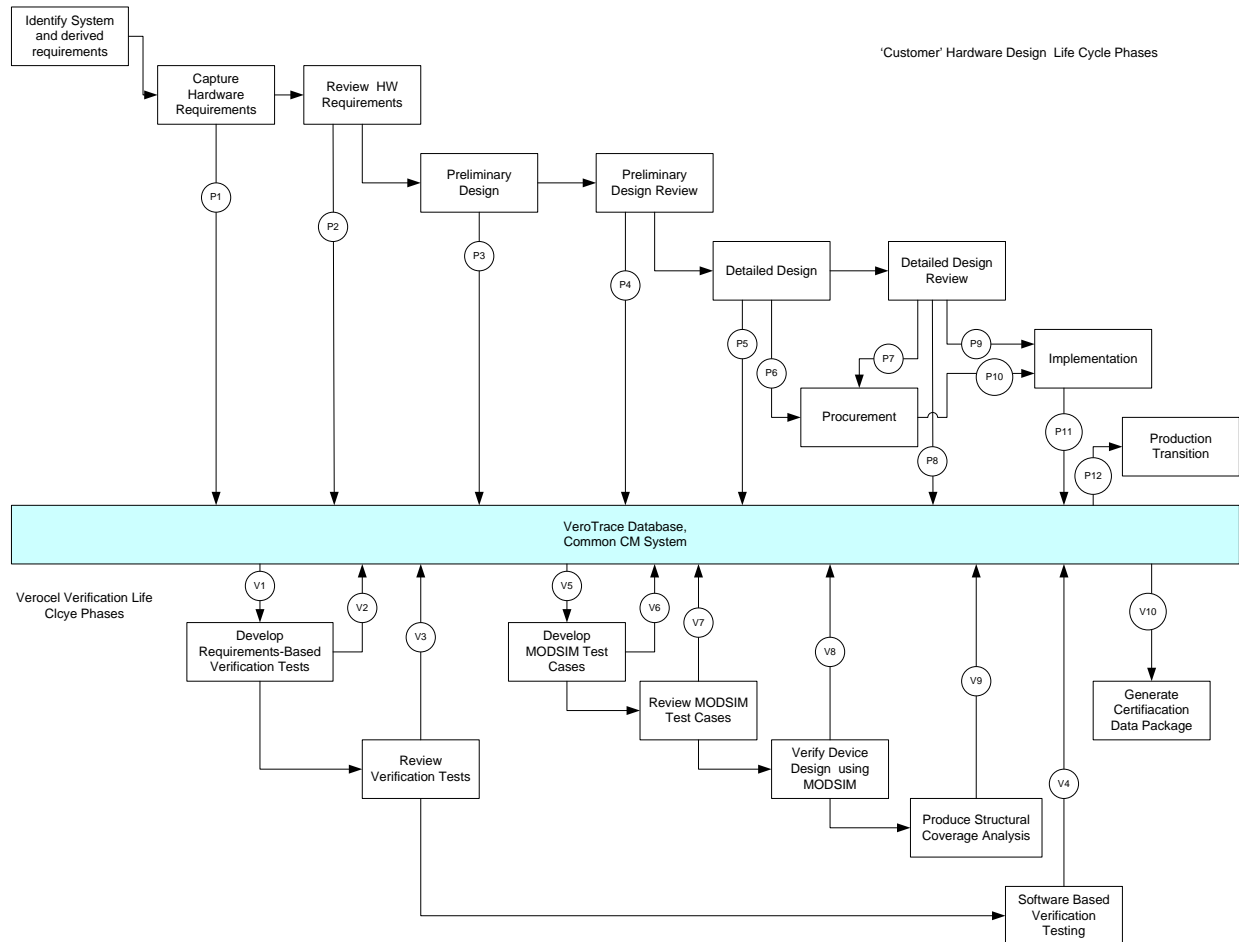 Identify System
and derived
requirements
'Customer' Hardware Design Life Cycle Phases
Capture
Hardware
Requirements
Review HW
Requirements
Preliminary
Design
Preliminary
Design Review
P1
P2
P3
P4
Detailed Design
Detailed Design
Review
P5
P6
P7
P8
P9
P10
Implementation
Procurement
P11
P12
Production
Transition
VeroTrace Database,
Common CM System
Verocel Verification Life
Clcye Phases
V1
V2
V3
V5
V6
V7
V8
V9
V4
V10
Develop
Requirements-Based
Verification Tests
Develop
MODSIM Test
Cases
Review MODSIM
Test Cases
Generate
Certifiacation
Data Package
Review
Verification Tests
Verify Device
Design using
MODSIM
Produce Structural
Coverage Analysis
Software Based
Verification
Testing